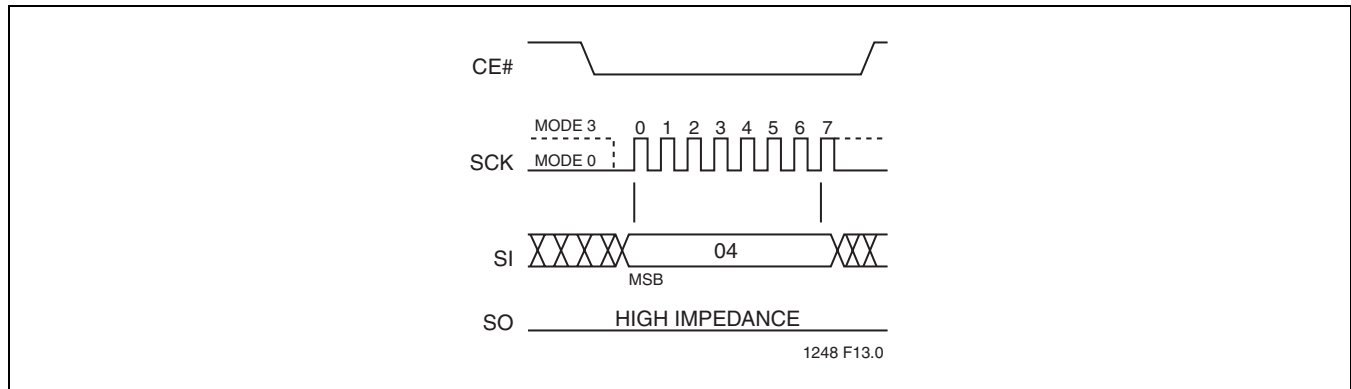 CE#
MODE 3 0 1 2 3 4 5 6 7
SCK MODE 0
SI 04
MSB
SO HIGH IMPEDANCE
1248 F13.0